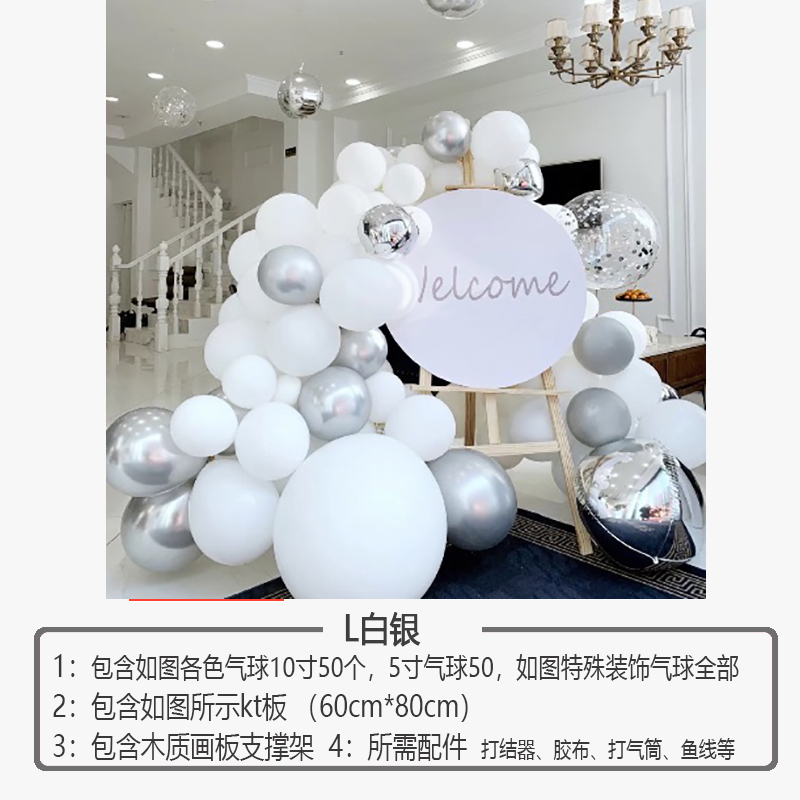 Welcome
L白银
1：包含如图各色气球10寸50个，5寸气球50，如图特殊装饰气球全部
2：包含如图所示kt板 （60cm*80cm）
3：包含木质画板支撑架 4：所需配件 打结器、胶布、打气筒、鱼线等